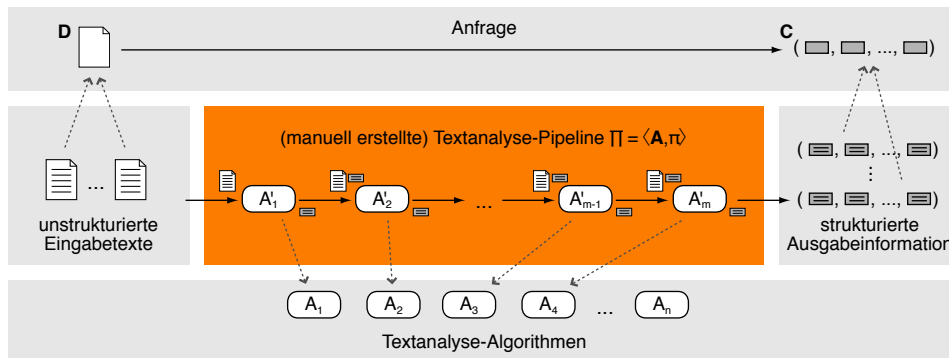 D
Anfrage
C
( , , ..., )
(manuell erstellte) Textanalyse-Pipeline ∏ = ⟨A,π⟩
...
unstrukturierte
Eingabetexte
A'1
A'2
...
A'm-1
A'm
( , , ..., )
⋮
( , , ..., )
strukturierte
Ausgabeinformation
A1
A2
A3
A4
...
An
Textanalyse-Algorithmen